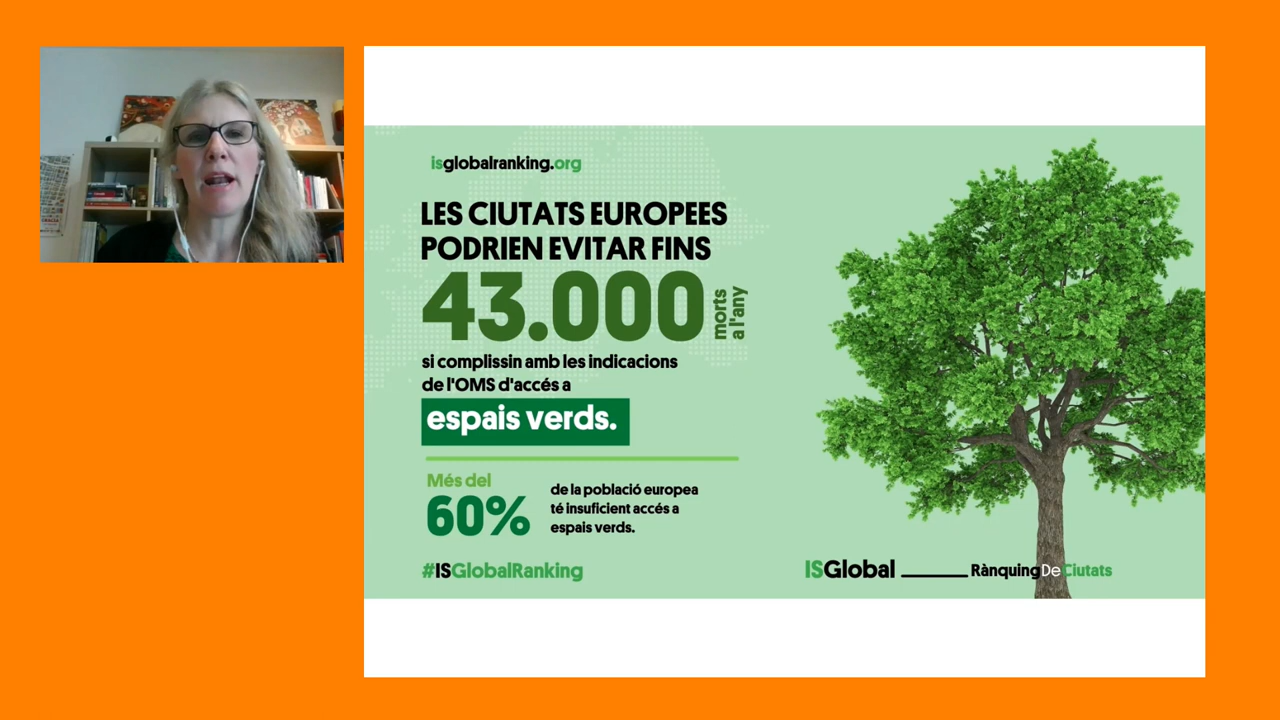 isglobalranking.org
LES CIUTATS EUROPEES
PODRIEN EVITAR FINS
43.000
morts
a l'any
si complissin amb les indicacions
de l'OMS d'accés a
espais verds.
Més del
60%
de la població europea
té insuficient accés a
espais verds.
#ISGlobalRanking
ISGlobal
RànquingDeCiutats